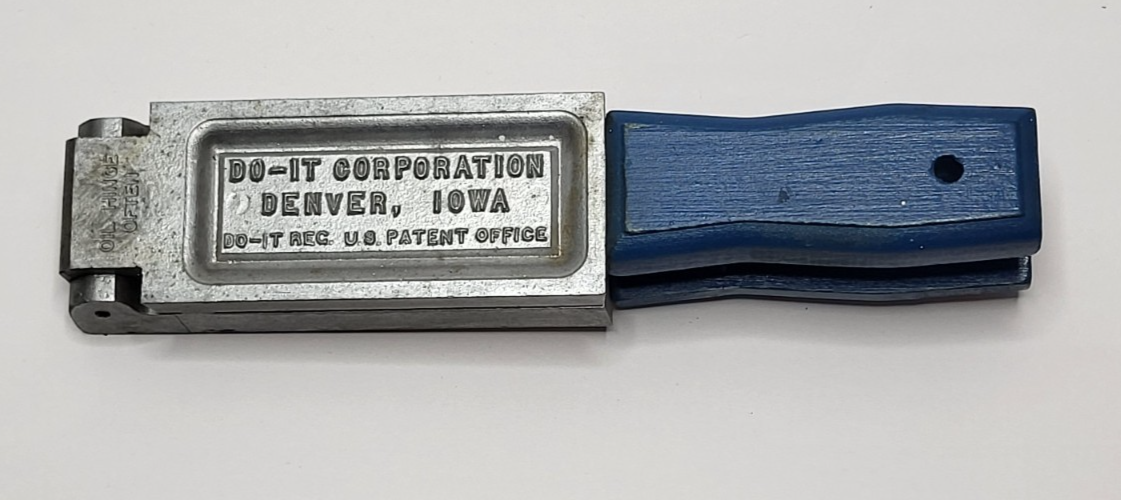 DO-IT CORPORATION
DENVER, IOWA
DO-IT REG. U.S. PATENT OFFICE
OIL HINGE
OFTEN